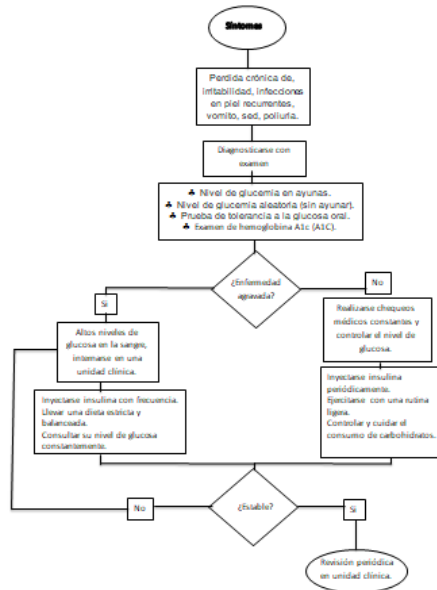 Síntomas
Perdida crónica de,
irritabilidad, infecciones
en piel recurrentes,
vomito, sed, poliuria.
Diagnosticarse con
examen
♣ Nivel de glucemia en ayunas.
♣ Nivel de glucemia aleatoria (sin ayunar).
♣ Prueba de tolerancia a la glucosa oral.
♣ Examen de hemoglobina A1c (A1C).
¿Enfermedad
agravada?
Si
No
Altos niveles de
glucosa en la sangre,
internarse en una
unidad clínica.
Realizarse chequeos
médicos constantes y
controlar el nivel de
glucosa.
Inyectarse insulina con frecuencia.
Llevar una dieta estricta y
balanceada.
Consultar su nivel de glucosa
constantemente.
Inyectarse insulina
periódicamente.
Ejercitarse con una rutina
ligera.
Controlar y cuidar el
consumo de carbohidratos.
No
¿Estable?
Si
Revisión periódica
en unidad clínica.